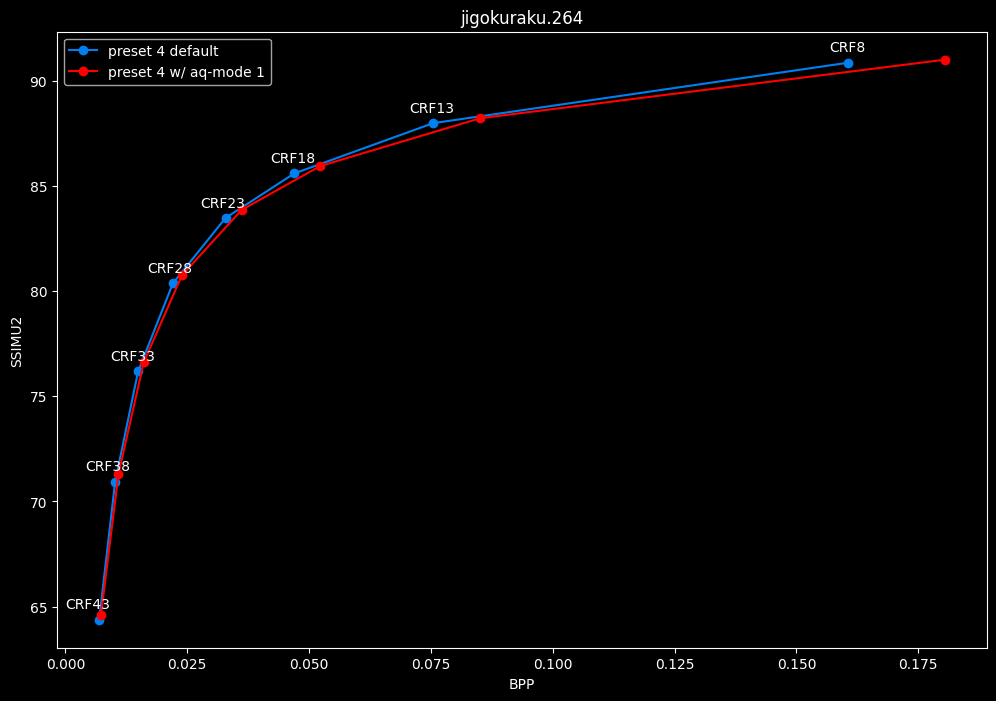 jigokuraku.264
preset 4 default
preset 4 w/ aq-mode 1
CRF8
CRF13
CRF18
CRF23
CRF28
CRF33
CRF38
CRF43
SSIMU2
90
85
80
75
70
65
0.000 0.025 0.050 0.075 0.100 0.125 0.150 0.175
BPP